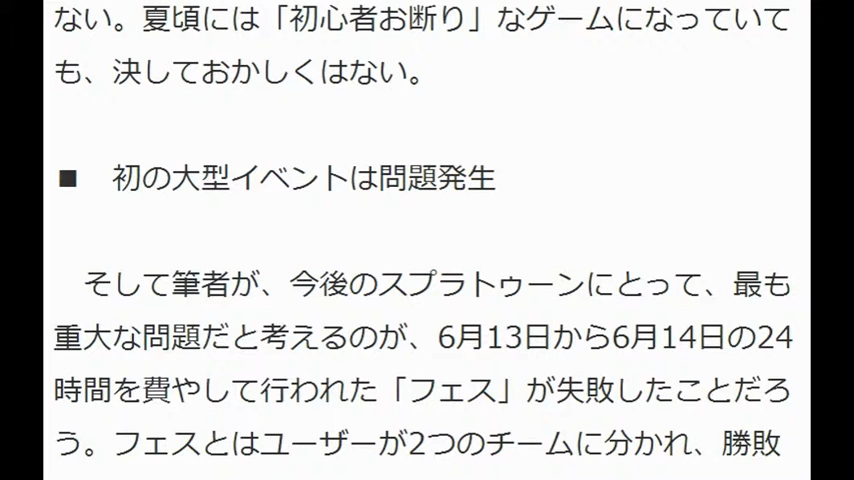 ない。夏頃には「初心者お断り」なゲームになっていて
も、決しておかしくはない。
■　初の大型イベントは問題発生
　そして筆者が、今後のスプラトゥーンにとって、最も
重大な問題だと考えるのが、6月13日から6月14日の24
時間を費やして行われた「フェス」が失敗したことだろ
う。フェスとはユーザーが2つのチームに分かれ、勝敗